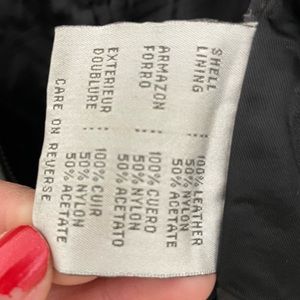 SHELL : 100% LEATHER
LINING : 50% NYLON
50% ACETATE
ARMAZON : 100% CUERO
FORRO : 50% NYLON
50% ACETATO
EXTERIEUR : 100% CUIR
DOUBLURE : 50% NYLON
50% ACETATE
CARE ON REVERSE